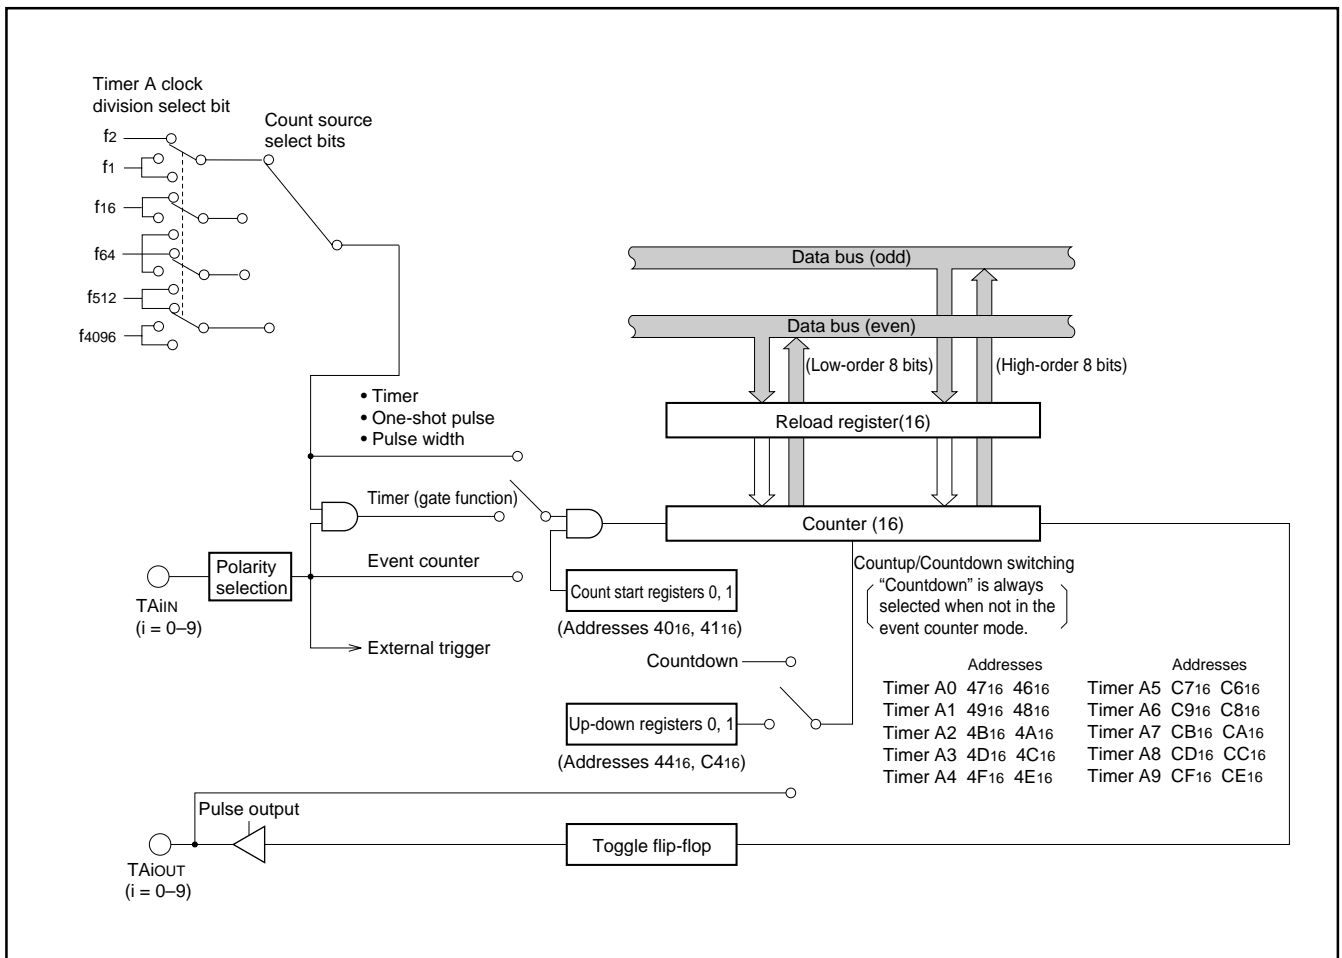 Timer A clock
division select bit
Count source
select bits
f2
f1
f16
f64
f512
f4096
Data bus (odd)
Data bus (even)
(Low-order 8 bits)
(High-order 8 bits)
• Timer
• One-shot pulse
• Pulse width
Reload register(16)
Timer (gate function)
Counter (16)
Polarity
selection
Event counter
TAiIN
(i = 0–9)
Count start registers 0, 1
(Addresses 4016, 4116)
Countup/Countdown switching
“Countdown” is always
selected when not in the
event counter mode.
External trigger
Countdown
Up-down registers 0, 1
(Addresses 4416, C416)
Addresses
Timer A0 4716 4616
Timer A1 4916 4816
Timer A2 4B16 4A16
Timer A3 4D16 4C16
Timer A4 4F16 4E16
Addresses
Timer A5 C716 C616
Timer A6 C916 C816
Timer A7 CB16 CA16
Timer A8 CD16 CC16
Timer A9 CF16 CE16
Pulse output
Toggle flip-flop
TAiOUT
(i = 0–9)